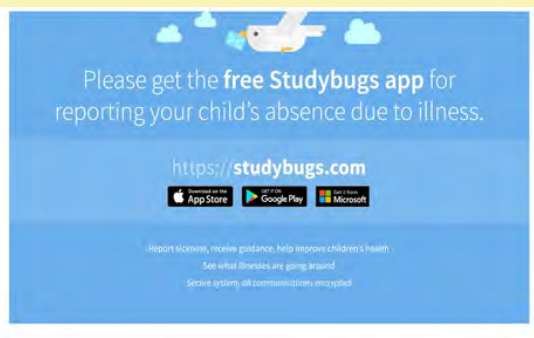 Please get the free Studybugs app for
reporting your child's absence due to illness.
https://studybugs.com
Download on the
App Store
GET IT ON
Google Play
Get it from
Microsoft
Report sickness, receive guidance, help improve children's health
See what illnesses are going around
Secure system, all communications encrypted